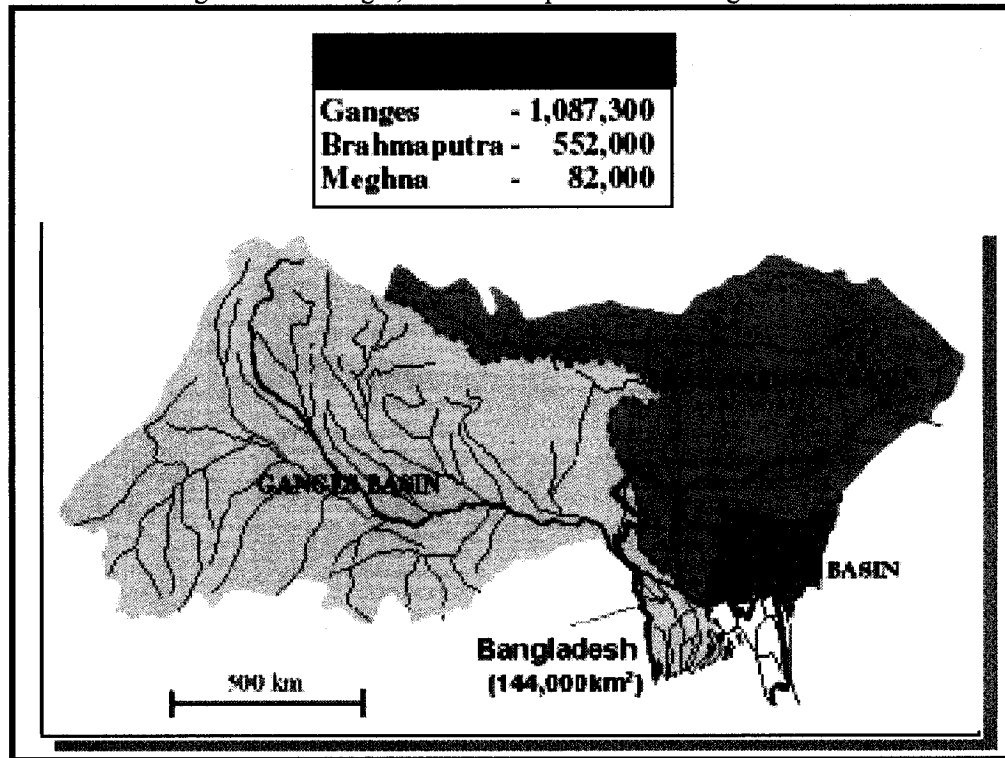 Ganges - 1,087,300
Brahmaputra - 552,000
Meghna - 82,000
GANGES BASIN
BASIN
Bangladesh
(144,000km²)
500 km